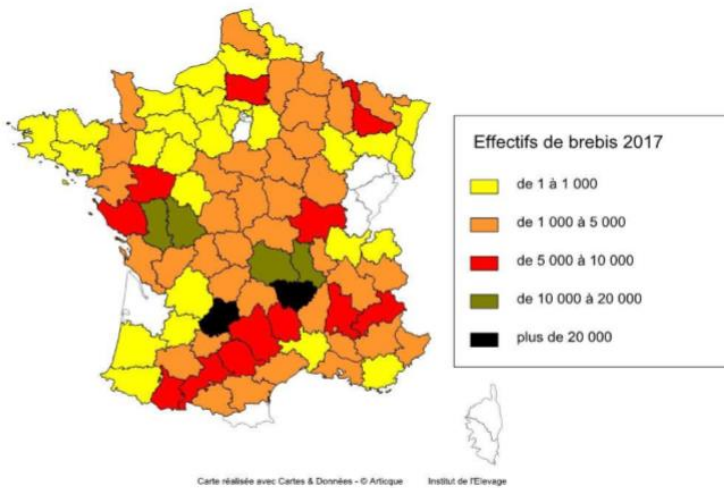 Effectifs de brebis 2017
de 1 à 1 000
de 1 000 à 5 000
de 5 000 à 10 000
de 10 000 à 20 000
plus de 20 000
Carte réalisée avec Cartes & Données - © Articque Institut de l'Elevage